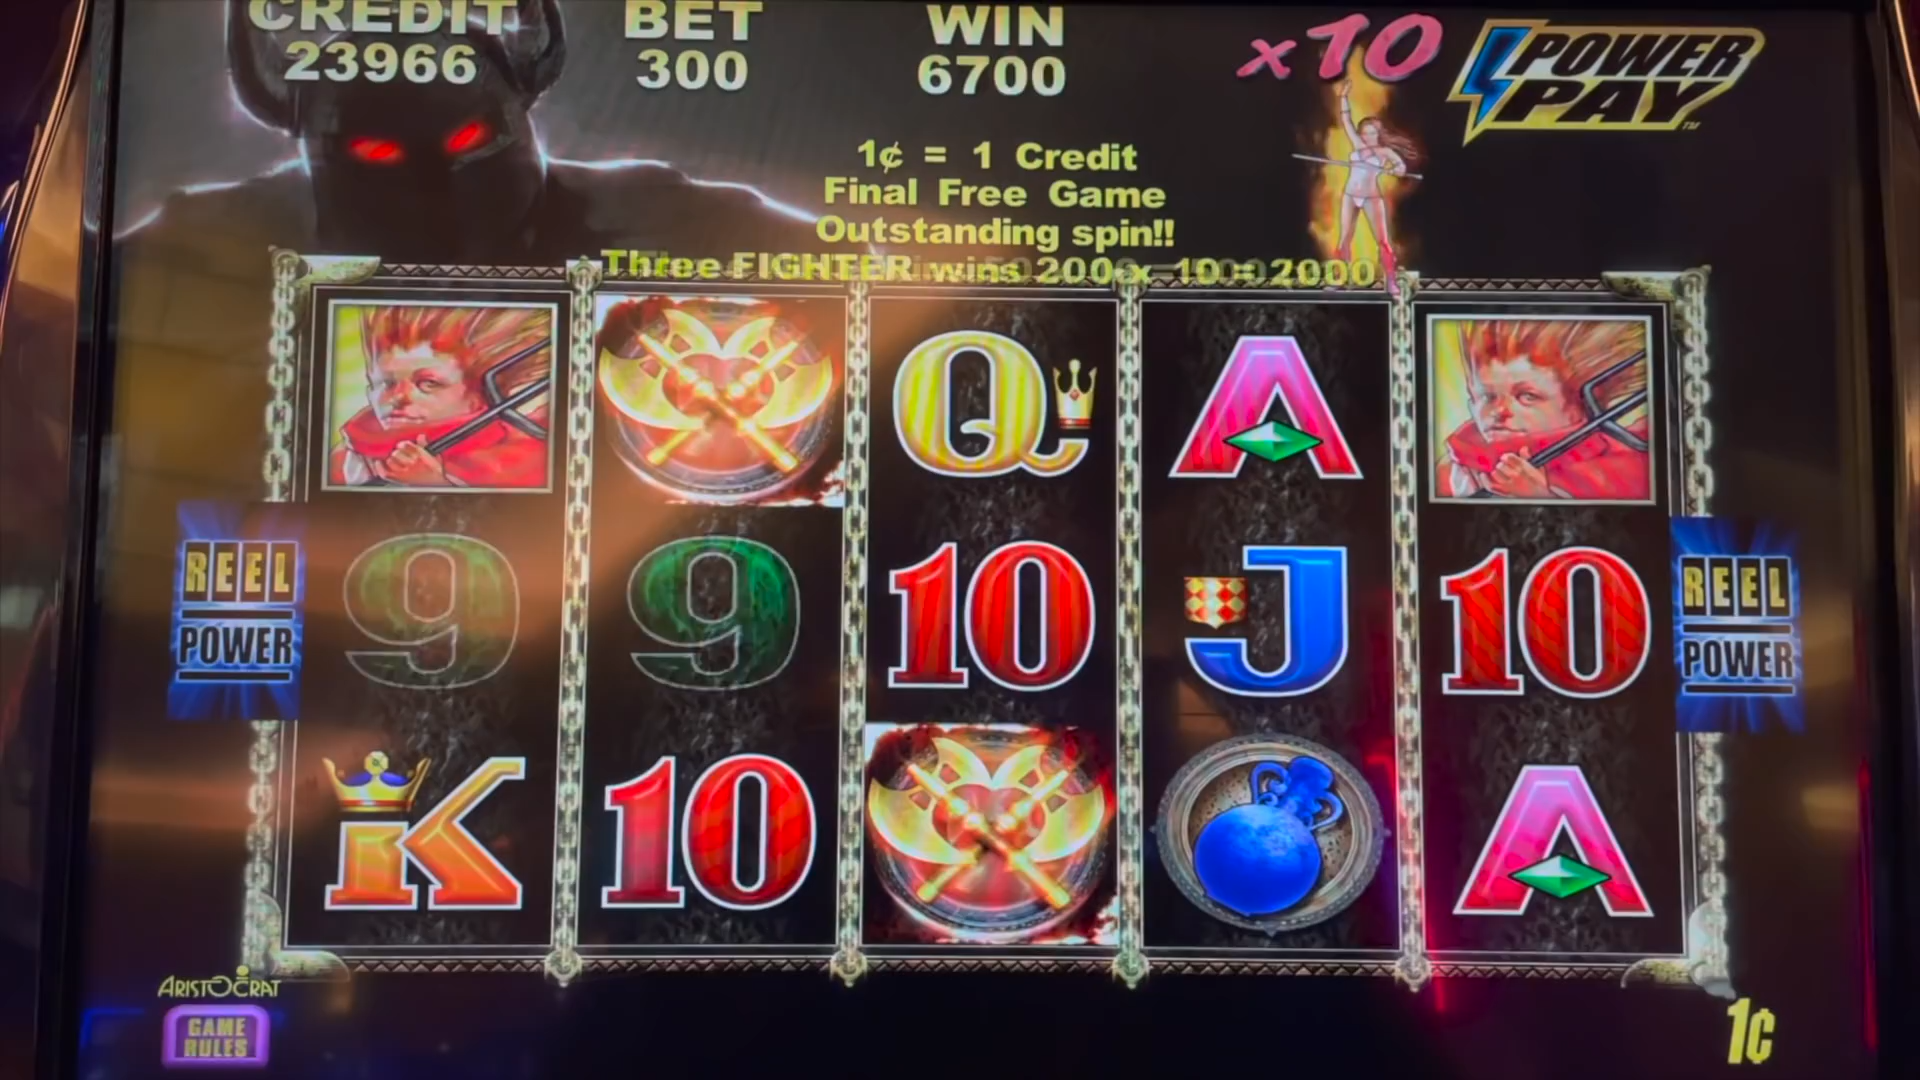 CREDIT BET WIN
23966 300 6700
x10
POWER
PAY™
1¢ = 1 Credit
Final Free Game
Outstanding spin!!
Three FIGHTER wins 200 x 10 = 2000
Q A
REEL
POWER
9 9 10 J 10
REEL
POWER
K 10 A
ARISTOCRAT
GAME
RULES
1¢